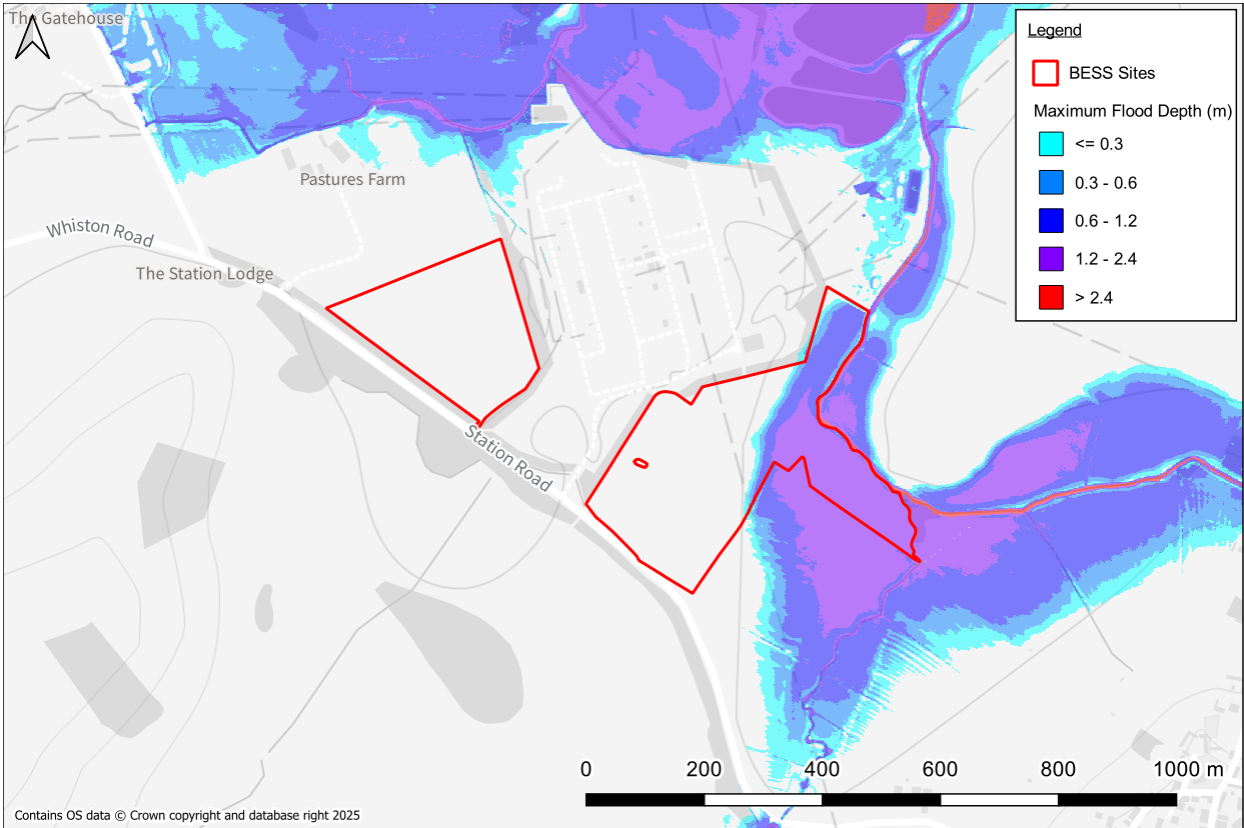 The Gatehouse
Legend
BESS Sites
Maximum Flood Depth (m)
<= 0.3
0.3 - 0.6
0.6 - 1.2
1.2 - 2.4
> 2.4
Pastures Farm
Whiston Road
The Station Lodge
Station Road
0 200 400 600 800 1000 m
Contains OS data © Crown copyright and database right 2025